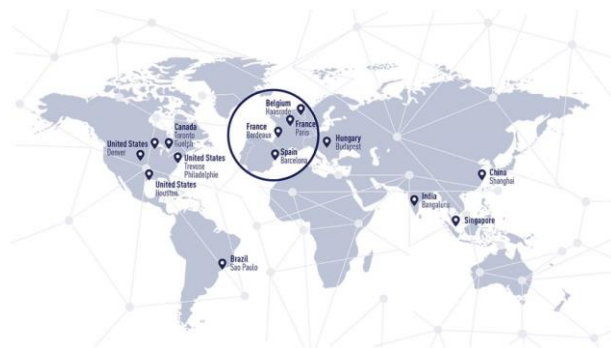 Belgium
France
Bordeaux
France
Paris
Spain
Barcelona
Hungary
Budapest
Canada
Toronto
Guelph
United States
Denver
United States
Trevose
Philadelphie
United States
Houston
China
Shanghai
India
Bangaluru
Singapore
Brazil
Sao Paulo